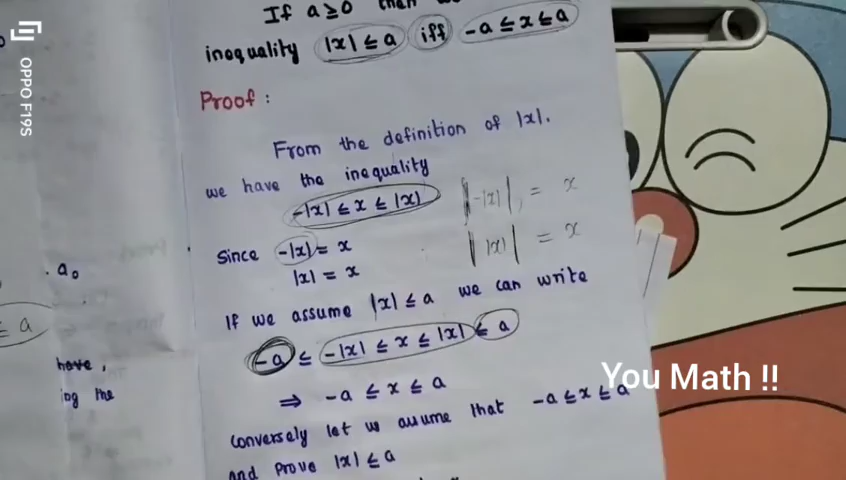 OPPO F19S
If a ≥ 0 then
inequality |x| ≤ a iff -a ≤ x ≤ a
Proof :
From the definition of |x|.
we have the inequality
-|x| ≤ x ≤ |x| |-|x|| = x
Since -|x| = x ||x|| = x
|x| = x
If we assume |x| ≤ a we can write
-a ≤ -|x| ≤ x ≤ |x| ≤ a
⇒ -a ≤ x ≤ a
conversely let us assume that -a ≤ x ≤ a
and prove |x| ≤ a
. a₀
≤ a
have,
ing the
You Math !!